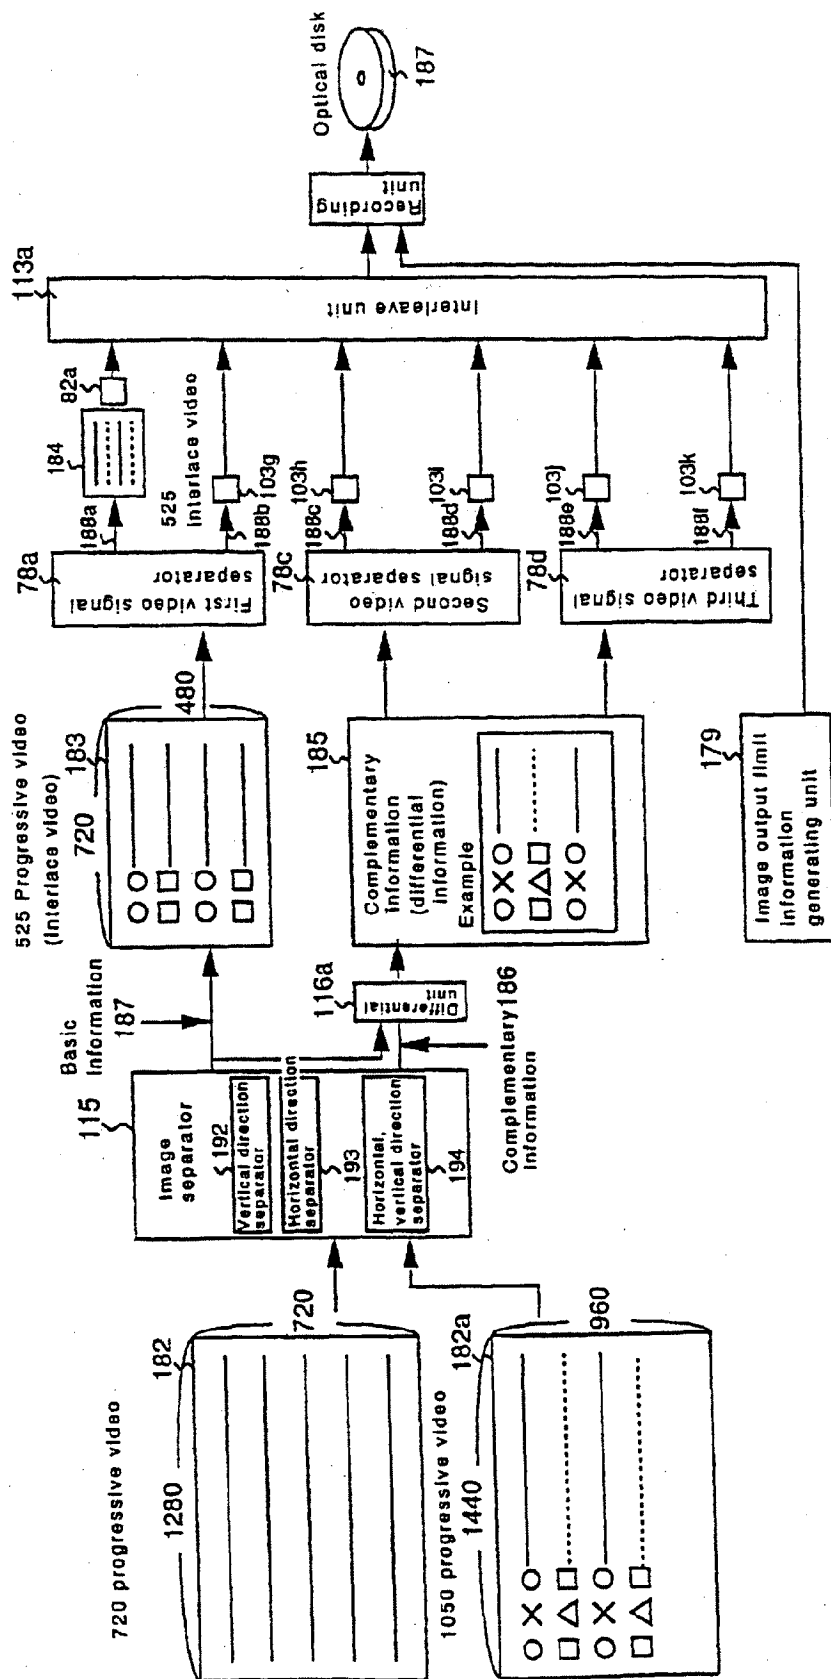 720 progressive video
1280
182
720
1050 progressive video
1440
182a
960
115
Image
separator
192
Vertical direction
separator
Horizontal direction
separator
193
Horizontal,
vertical direction
separator
194
Basic
Information
187
Complementary
Information
186
116a
Differential
unit
525 Progressive video
(Interlace video)
720
183
480
185
Complementary
information
(differential
information)
Example
179
Image output limit
information
generating unit
78a
First video signal
separator
78c
Second video
signal separator
78d
Third video signal
separator
188a
184
82a
188b
525
Interlace video
103g
188c
103h
188d
103i
188e
103j
188f
103k
113a
Interleave unit
Recording
unit
Optical disk
187